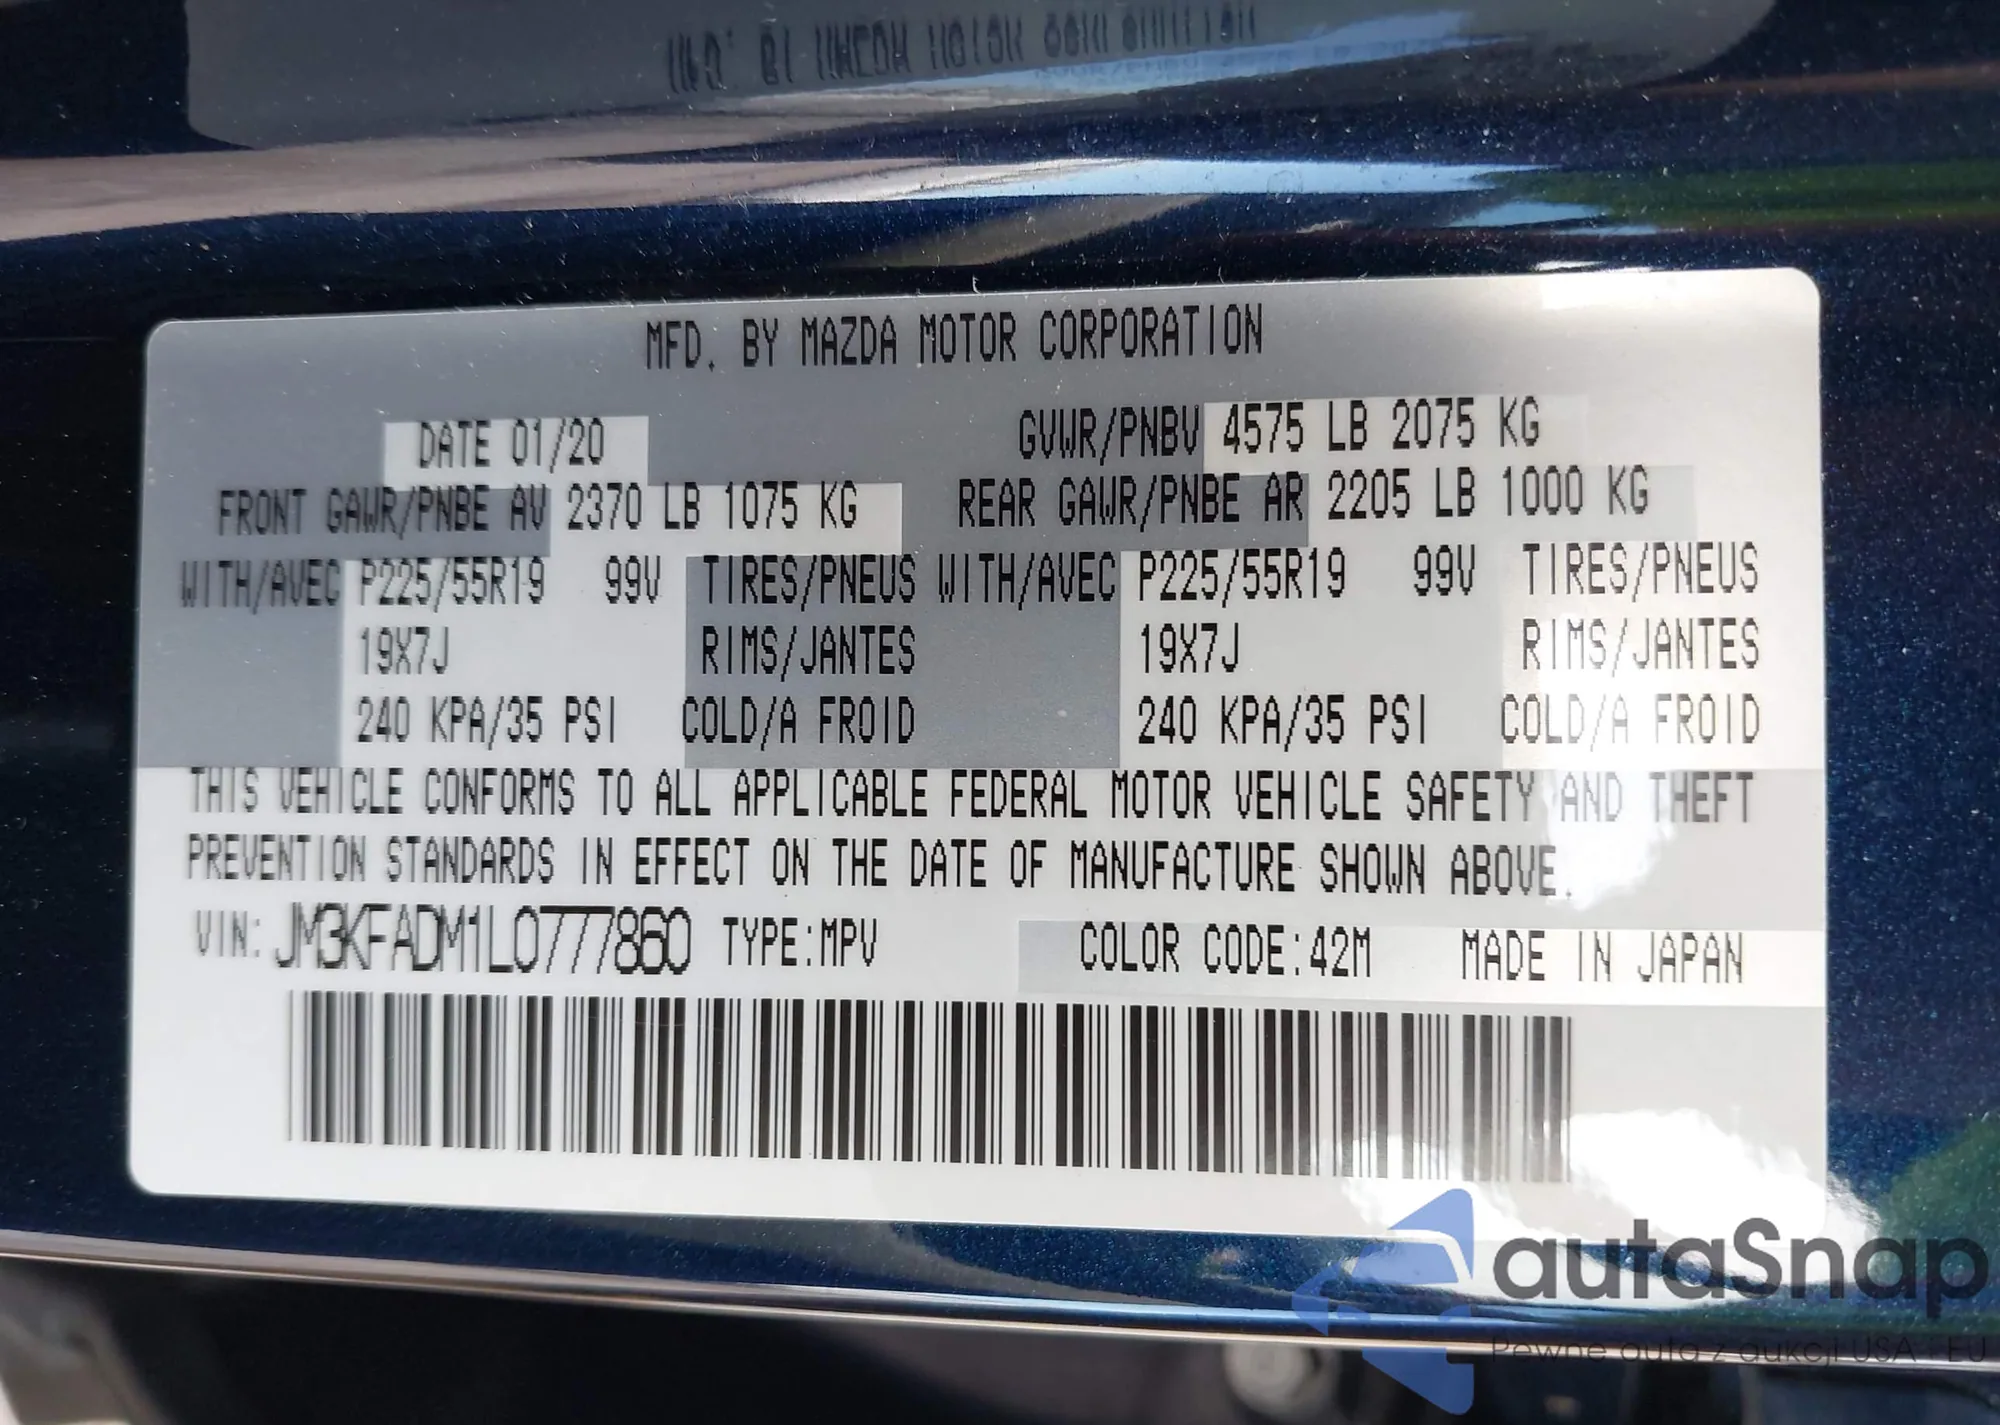 MFD. BY MAZDA MOTOR CORPORATION
DATE 01/20 GVWR/PNBV 4575 LB 2075 KG
FRONT GAWR/PNBE AV 2370 LB 1075 KG REAR GAWR/PNBE AR 2205 LB 1000 KG
WITH/AVEC P225/55R19 99V TIRES/PNEUS WITH/AVEC P225/55R19 99V TIRES/PNEUS
19X7J RIMS/JANTES 19X7J RIMS/JANTES
240 KPA/35 PSI COLD/A FROID 240 KPA/35 PSI COLD/A FROID
THIS VEHICLE CONFORMS TO ALL APPLICABLE FEDERAL MOTOR VEHICLE SAFETY AND THEFT
PREVENTION STANDARDS IN EFFECT ON THE DATE OF MANUFACTURE SHOWN ABOVE.
VIN: JM3KFADM1L0777860 TYPE:MPV COLOR CODE:42M MADE IN JAPAN
autaSnap
Pewne auta z aukcji USA i EU